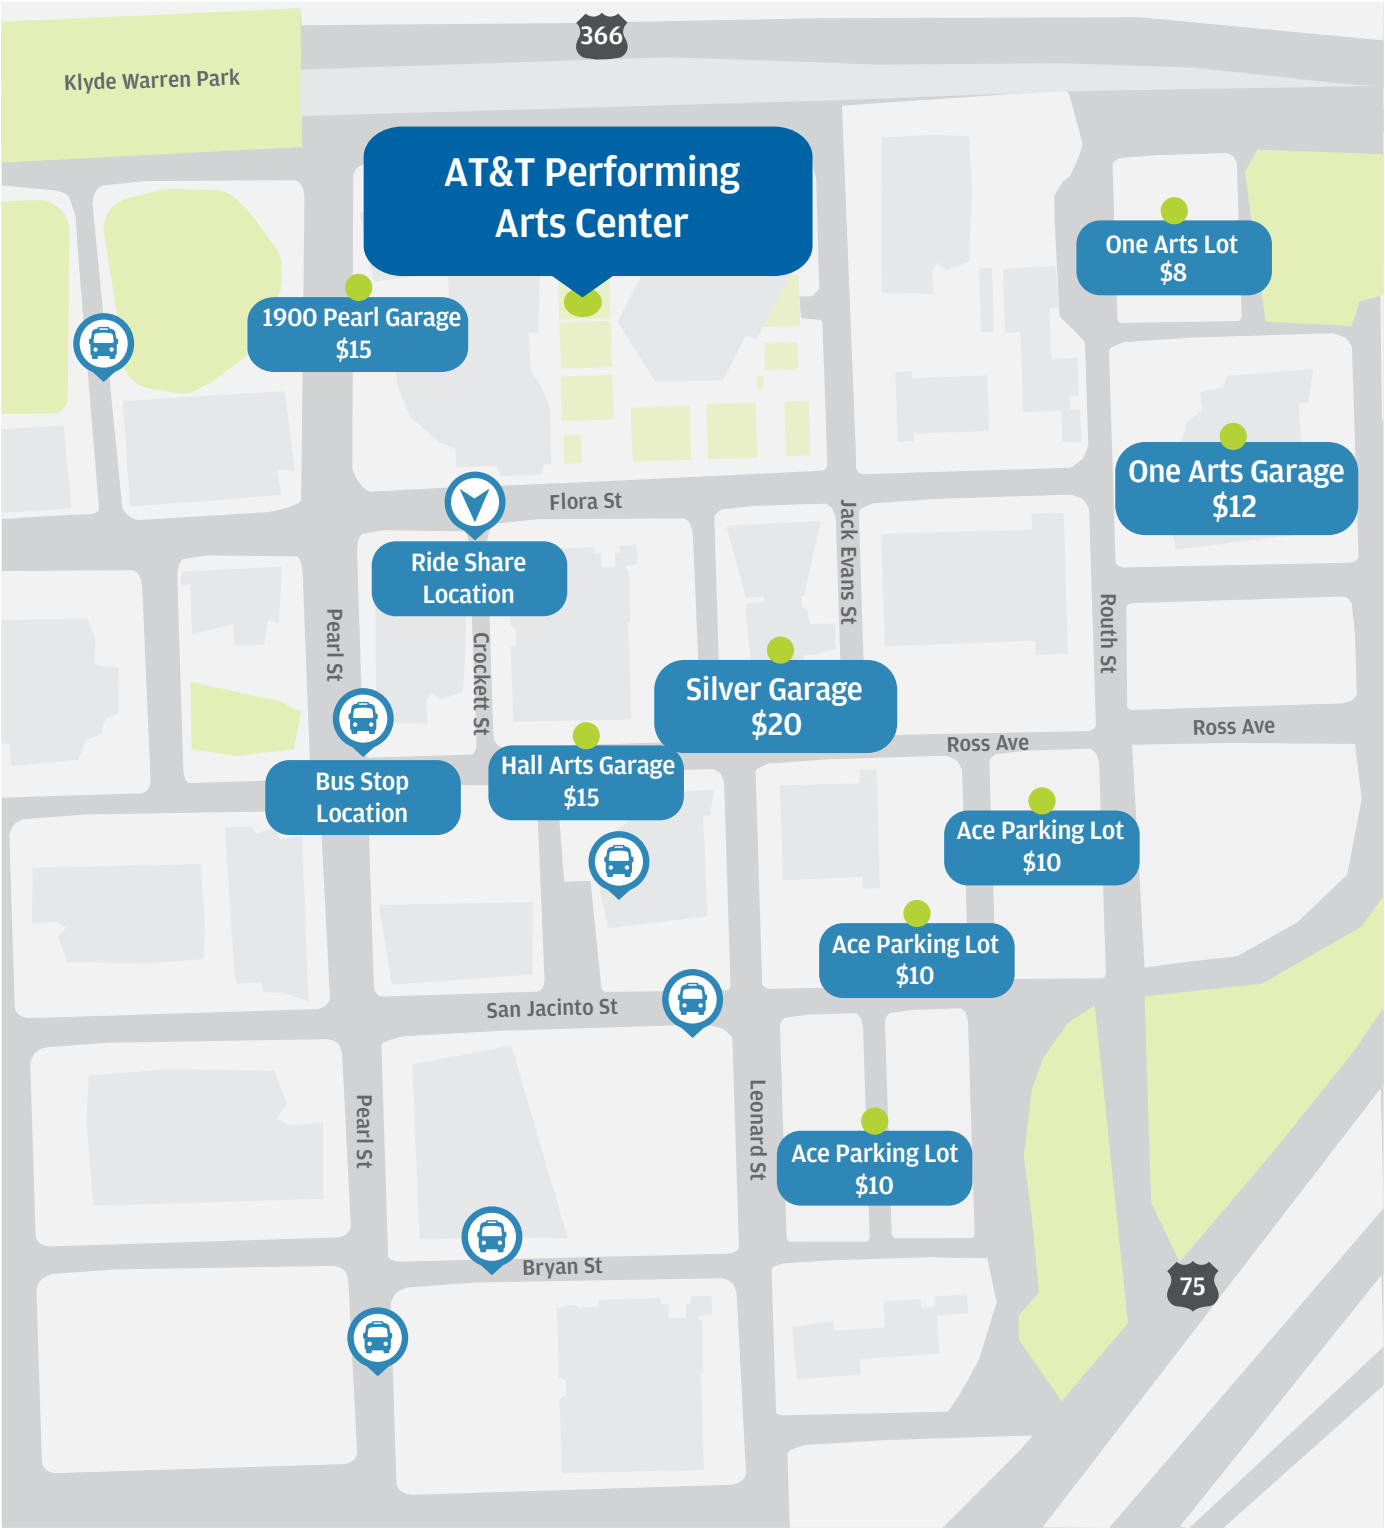 366
Klyde Warren Park
AT&T Performing
Arts Center
One Arts Lot
$8
1900 Pearl Garage
$15
One Arts Garage
$12
Flora St
Jack Evans St
Ride Share
Location
Pearl St
Crockett St
Routh St
Silver Garage
$20
Ross Ave
Ross Ave
Hall Arts Garage
$15
Bus Stop
Location
Ace Parking Lot
$10
Ace Parking Lot
$10
San Jacinto St
Pearl St
Leonard St
Ace Parking Lot
$10
Bryan St
75